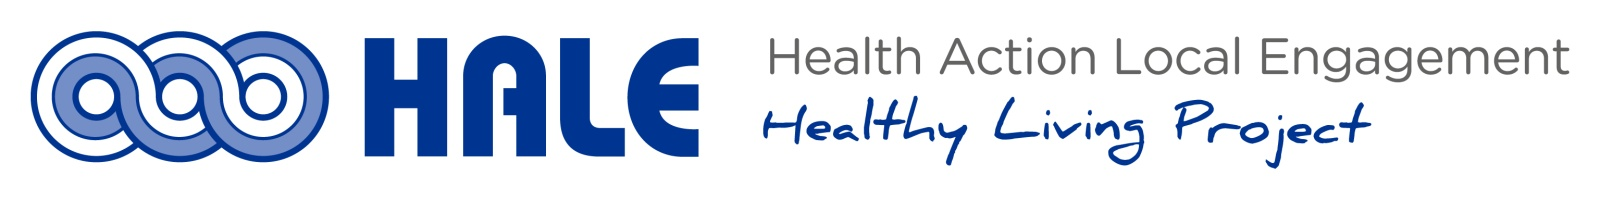 HALE
Health Action Local Engagement
Healthy Living Project